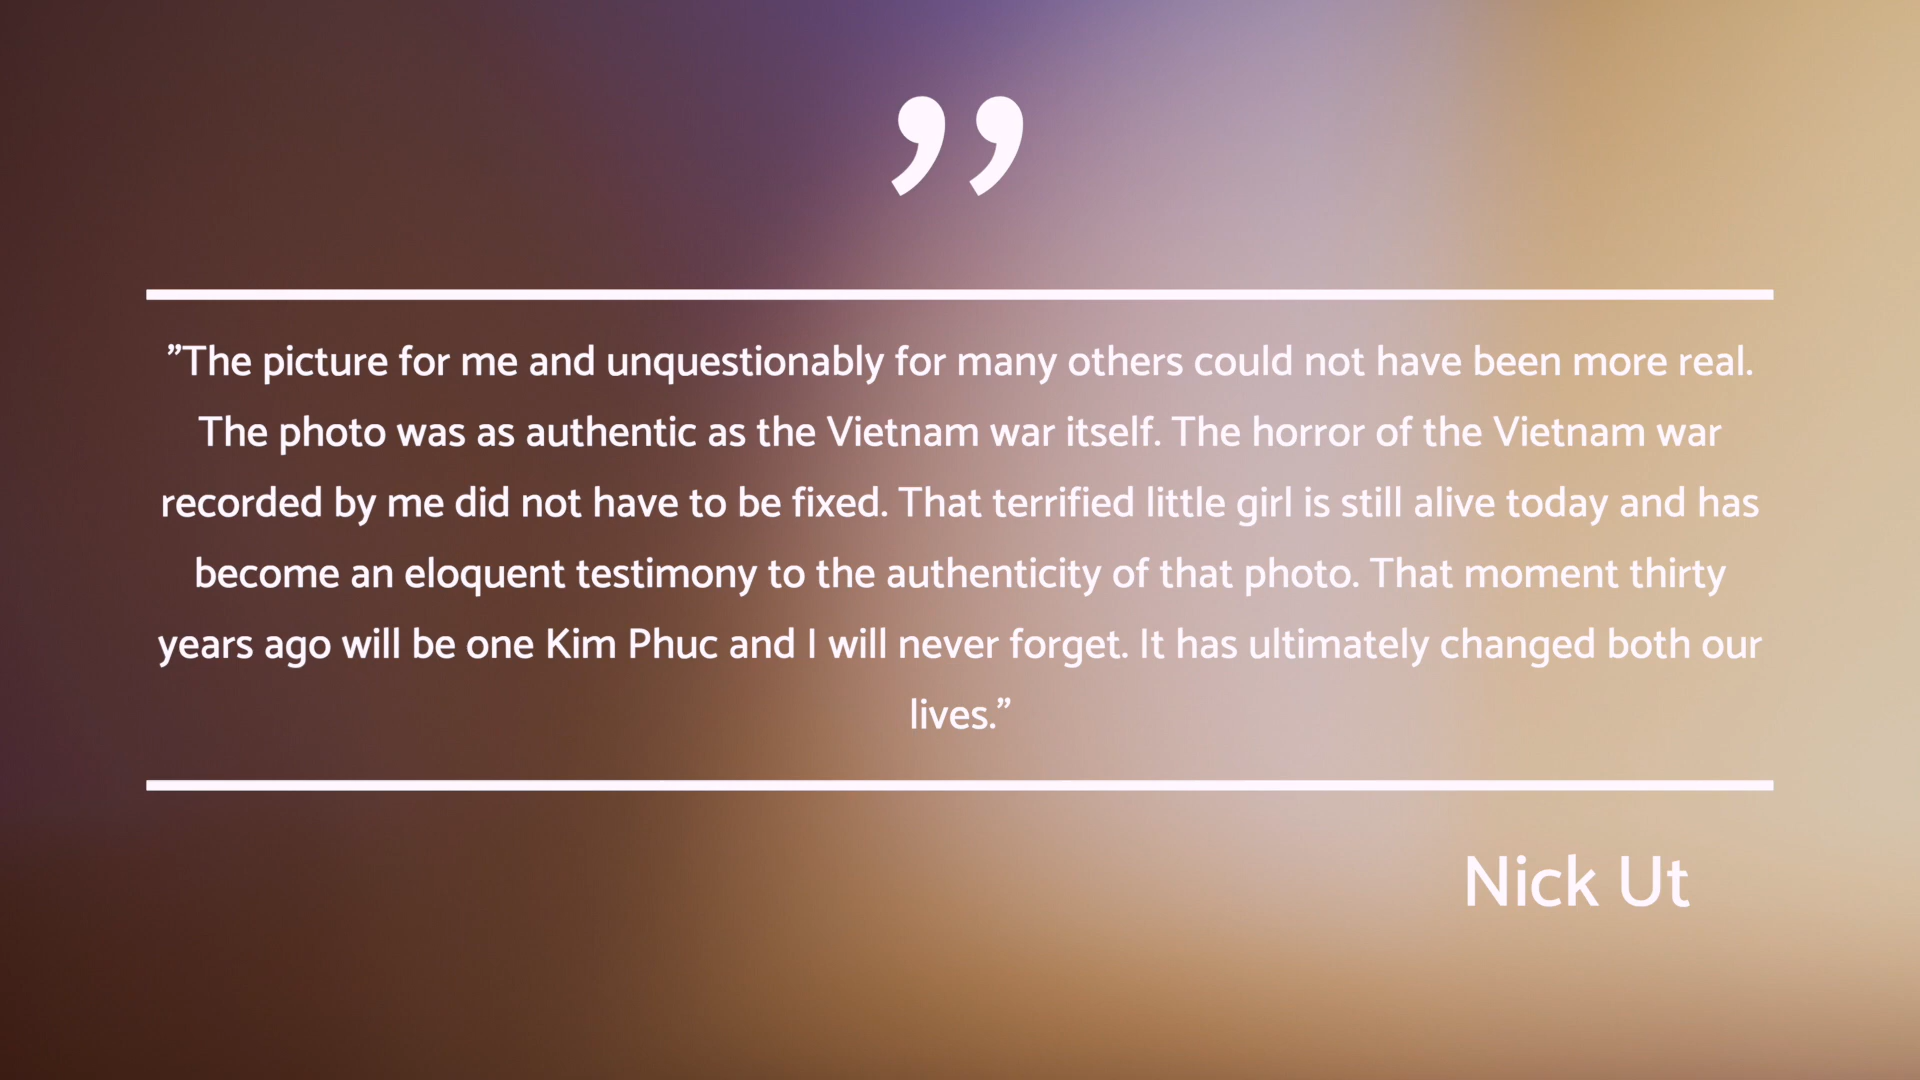 ”
”The picture for me and unquestionably for many others could not have been more real.
The photo was as authentic as the Vietnam war itself. The horror of the Vietnam war
recorded by me did not have to be fixed. That terrified little girl is still alive today and has
become an eloquent testimony to the authenticity of that photo. That moment thirty
years ago will be one Kim Phuc and I will never forget. It has ultimately changed both our
lives.”
Nick Ut